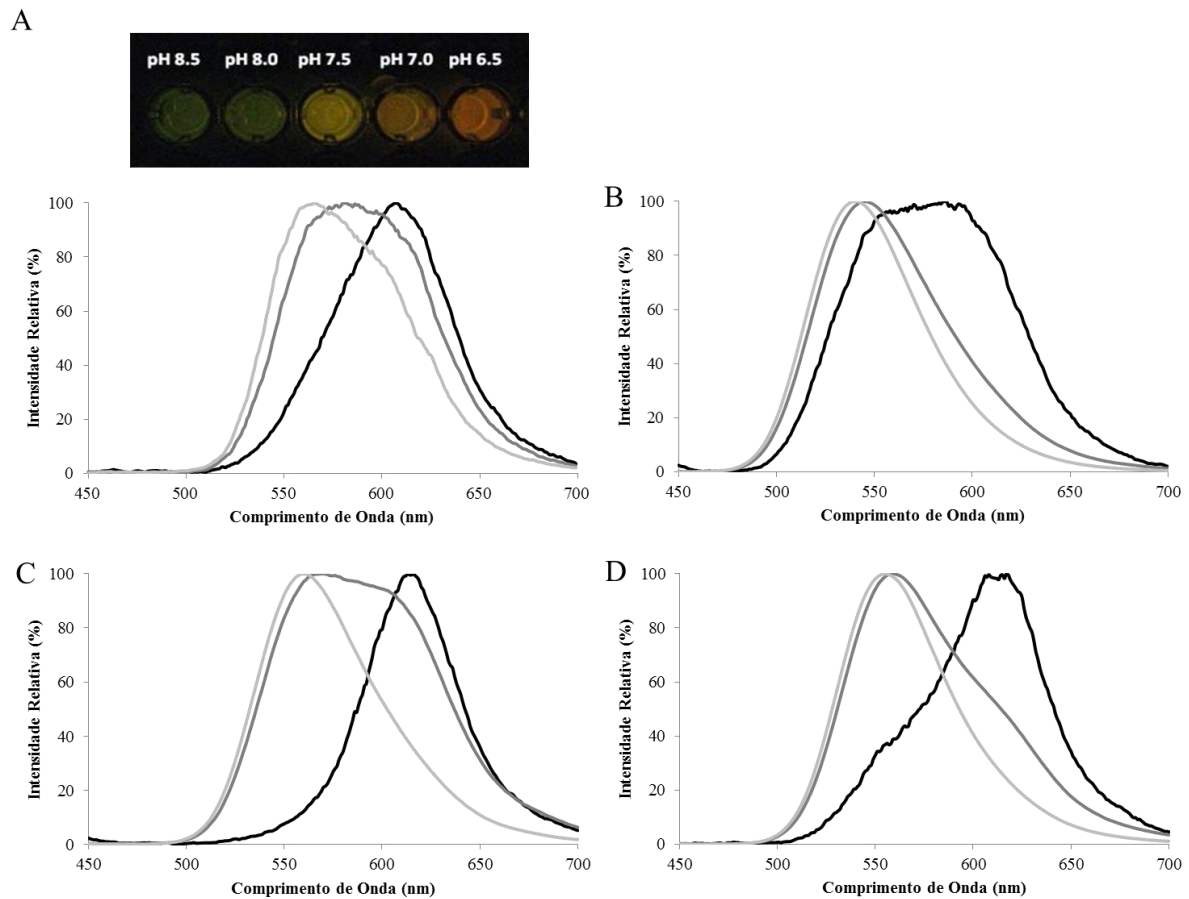 A
pH 8.5 pH 8.0 pH 7.5 pH 7.0 pH 6.5
100
80
60
40
20
0
450 500 550 600 650 700
Intensidade Relativa (%)
Comprimento de Onda (nm)
B
100
80
60
40
20
0
450 500 550 600 650 700
Intensidade Relativa (%)
Comprimento de Onda (nm)
C
100
80
60
40
20
0
450 500 550 600 650 700
Intensidade Relativa (%)
Comprimento de Onda (nm)
D
100
80
60
40
20
0
450 500 550 600 650 700
Intensidade Relativa (%)
Comprimento de Onda (nm)